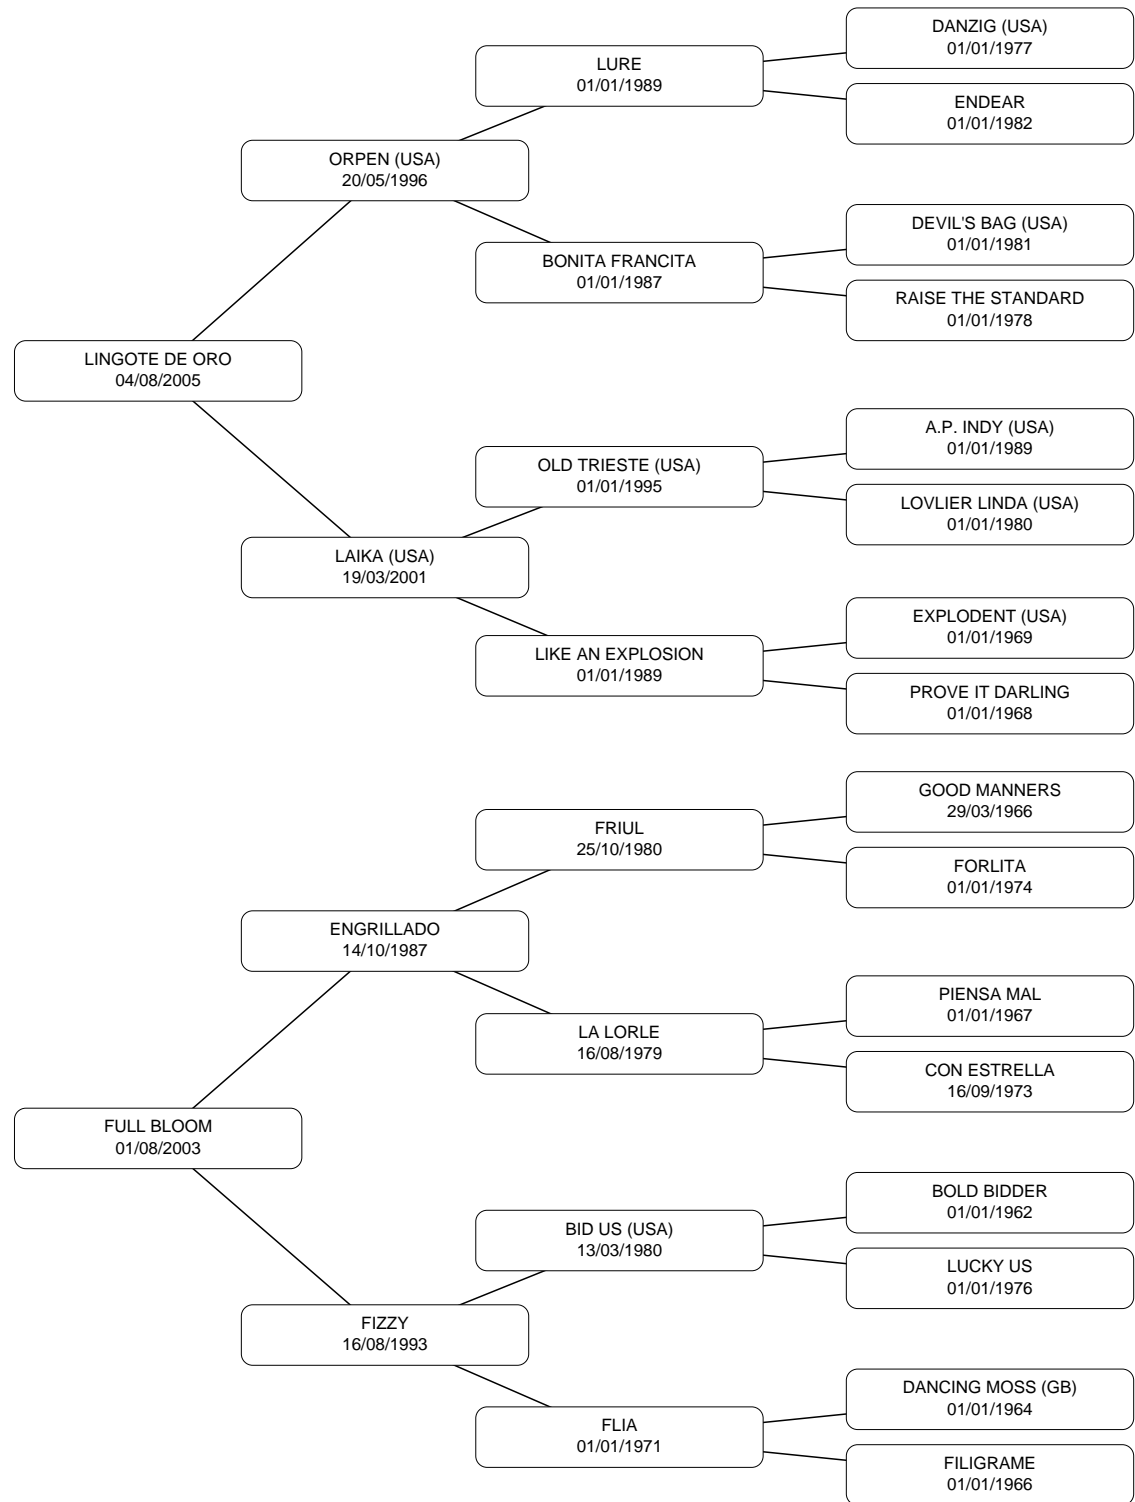 DANZIG (USA)
01/01/1977
LURE
01/01/1989
ENDEAR
01/01/1982
ORPEN (USA)
20/05/1996
DEVIL'S BAG (USA)
01/01/1981
BONITA FRANCITA
01/01/1987
RAISE THE STANDARD
01/01/1978
LINGOTE DE ORO
04/08/2005
A.P. INDY (USA)
01/01/1989
OLD TRIESTE (USA)
01/01/1995
LOVLIER LINDA (USA)
01/01/1980
LAIKA (USA)
19/03/2001
EXPLODENT (USA)
01/01/1969
LIKE AN EXPLOSION
01/01/1989
PROVE IT DARLING
01/01/1968
GOOD MANNERS
29/03/1966
FRIUL
25/10/1980
FORLITA
01/01/1974
ENGRILLADO
14/10/1987
PIENSA MAL
01/01/1967
LA LORLE
16/08/1979
CON ESTRELLA
16/09/1973
FULL BLOOM
01/08/2003
BOLD BIDDER
01/01/1962
BID US (USA)
13/03/1980
LUCKY US
01/01/1976
FIZZY
16/08/1993
DANCING MOSS (GB)
01/01/1964
FLIA
01/01/1971
FILIGRAME
01/01/1966